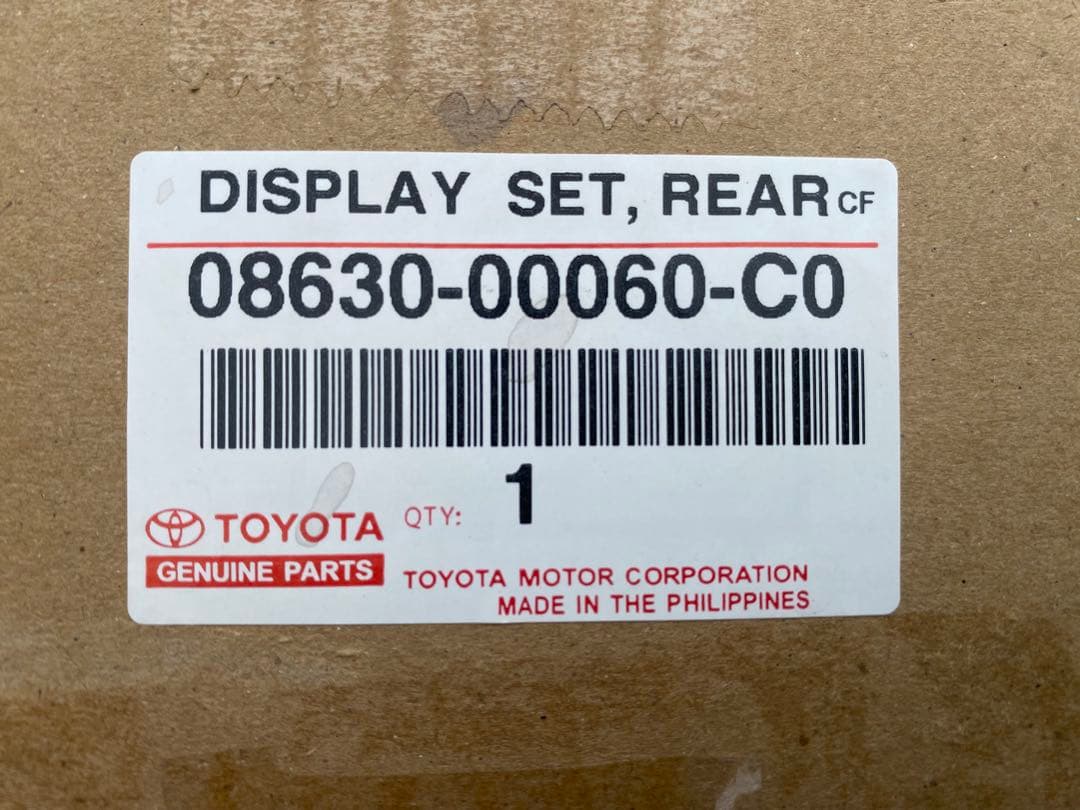 DISPLAY SET, REAR CF
08630-00060-C0
1
QTY:
TOYOTA
GENUINE PARTS
TOYOTA MOTOR CORPORATION
MADE IN THE PHILIPPINES